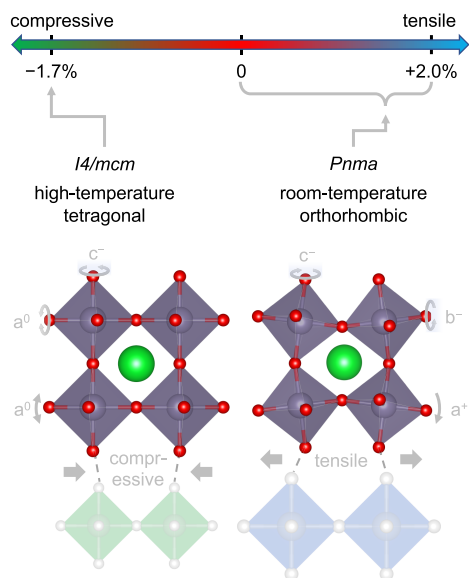 compressive tensile
−1.7% 0 +2.0%
I4/mcm Pnma
high-temperature room-temperature
tetragonal orthorhombic
c⁻ c⁻
a⁰ b⁻
a⁰ a⁺
compr- tensile
essive